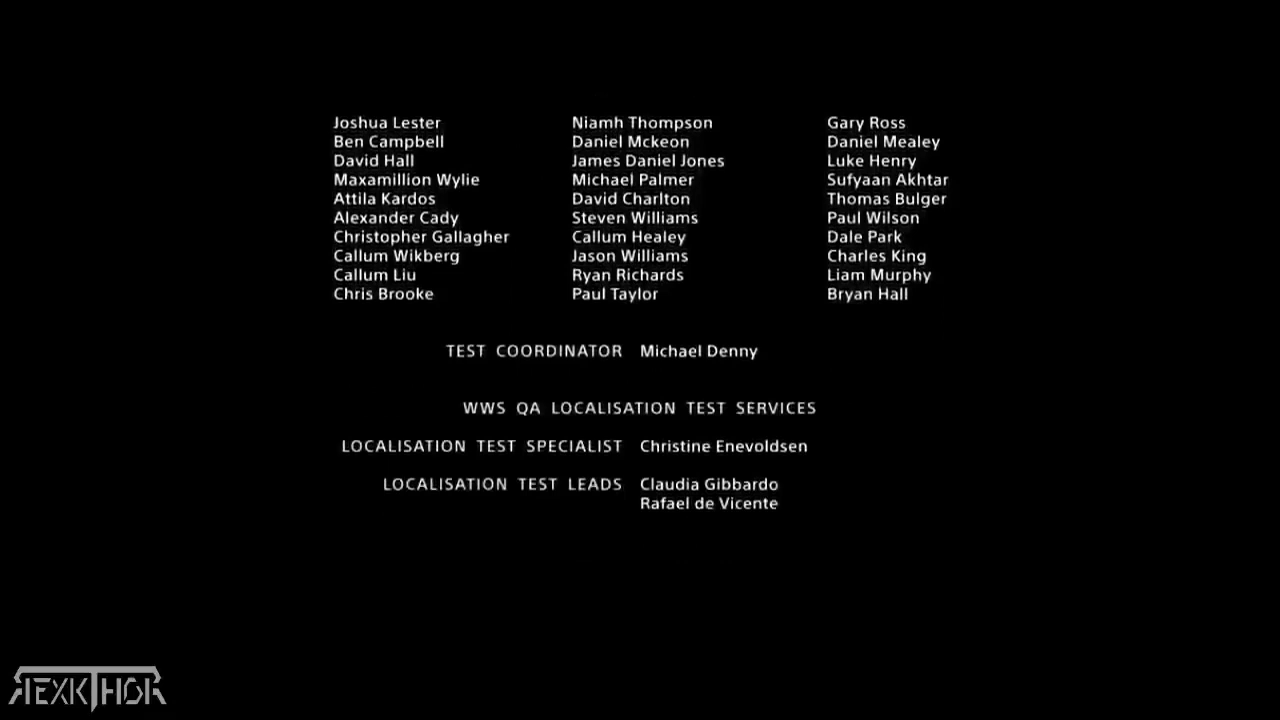 Joshua Lester Niamh Thompson Gary Ross
Ben Campbell Daniel Mckeon Daniel Mealey
David Hall James Daniel Jones Luke Henry
Maxamillion Wylie Michael Palmer Sufyaan Akhtar
Attila Kardos David Charlton Thomas Bulger
Alexander Cady Steven Williams Paul Wilson
Christopher Gallagher Callum Healey Dale Park
Callum Wikberg Jason Williams Charles King
Callum Liu Ryan Richards Liam Murphy
Chris Brooke Paul Taylor Bryan Hall
TEST COORDINATOR Michael Denny
WWS QA LOCALISATION TEST SERVICES
LOCALISATION TEST SPECIALIST Christine Enevoldsen
LOCALISATION TEST LEADS Claudia Gibbardo
Rafael de Vicente